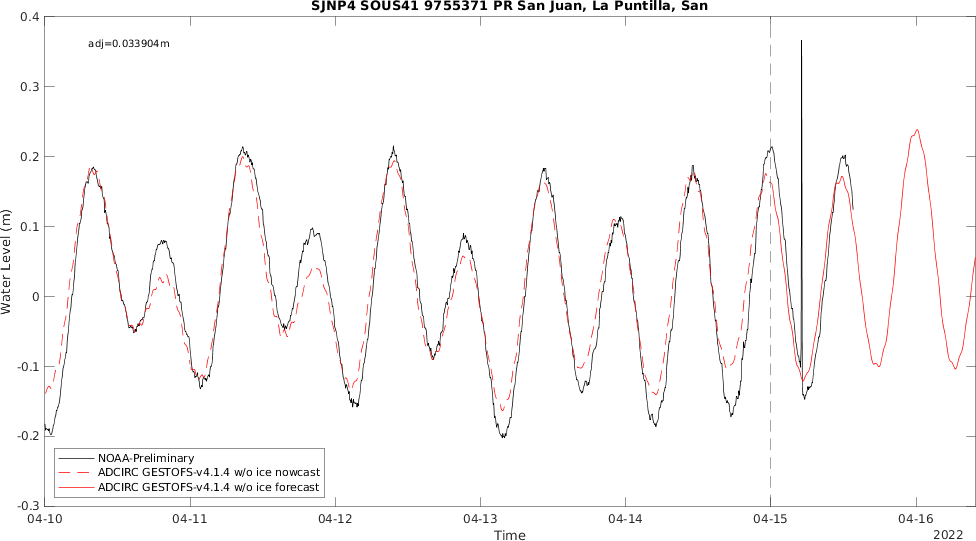 SJNP4 SOUS41 9755371 PR San Juan, La Puntilla, San
adj=0.033904m
0.4
0.3
0.2
0.1
0
-0.1
-0.2
-0.3
Water Level (m)
NOAA-Preliminary
ADCIRC GESTOFS-v4.1.4 w/o ice nowcast
ADCIRC GESTOFS-v4.1.4 w/o ice forecast
04-10 04-11 04-12 04-13 04-14 04-15 04-16
Time
2022